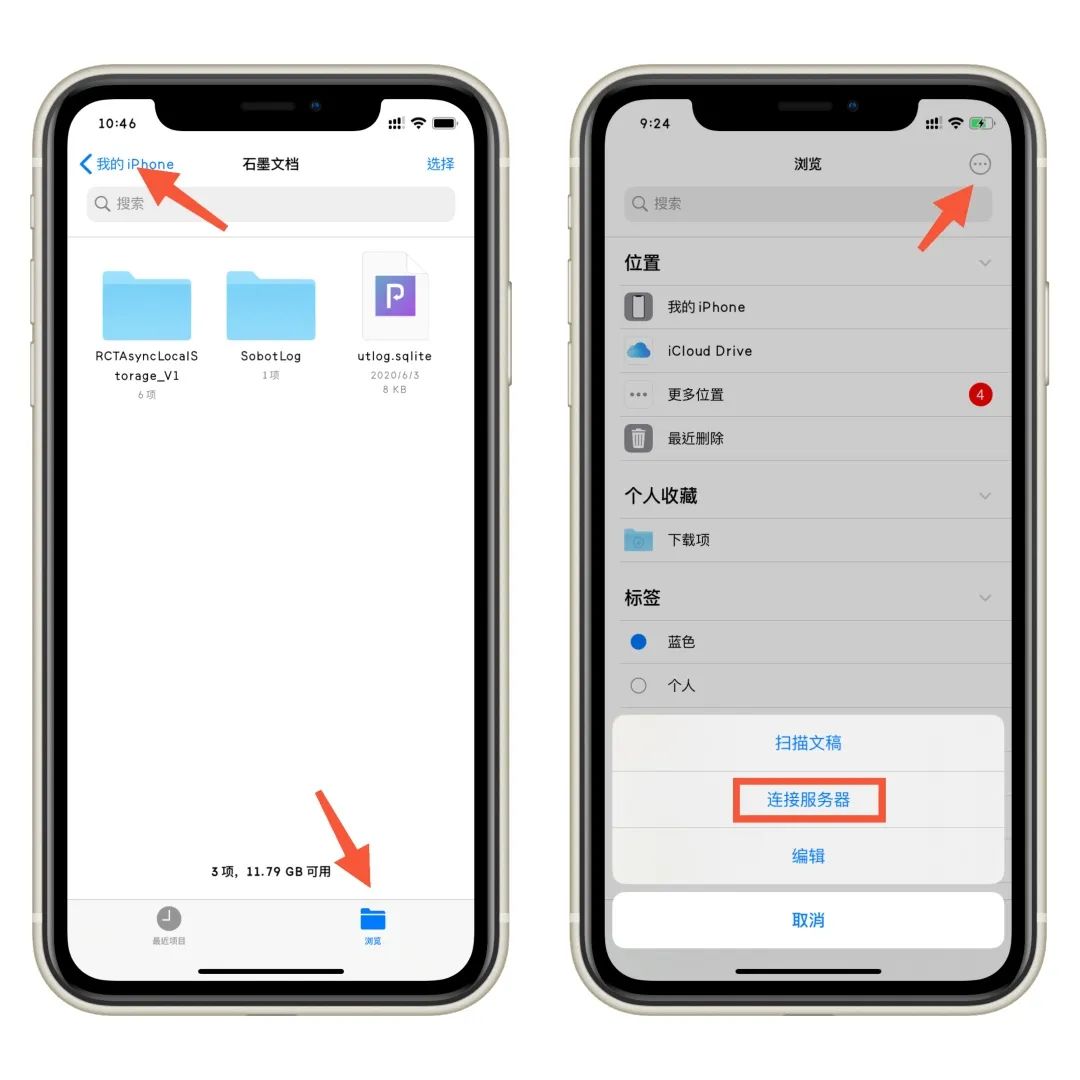 10:46
我的 iPhone
石墨文档
选择
搜索
RCTAsyncLocalS
torage_V1
6 项
SobotLog
1 项
utlog.sqlite
2020/6/3
8 KB
3 项，11.79 GB 可用
最近项目
浏览
9:24
浏览
搜索
位置
我的 iPhone
iCloud Drive
更多位置
4
最近删除
个人收藏
下载项
标签
蓝色
个人
扫描文稿
连接服务器
编辑
取消